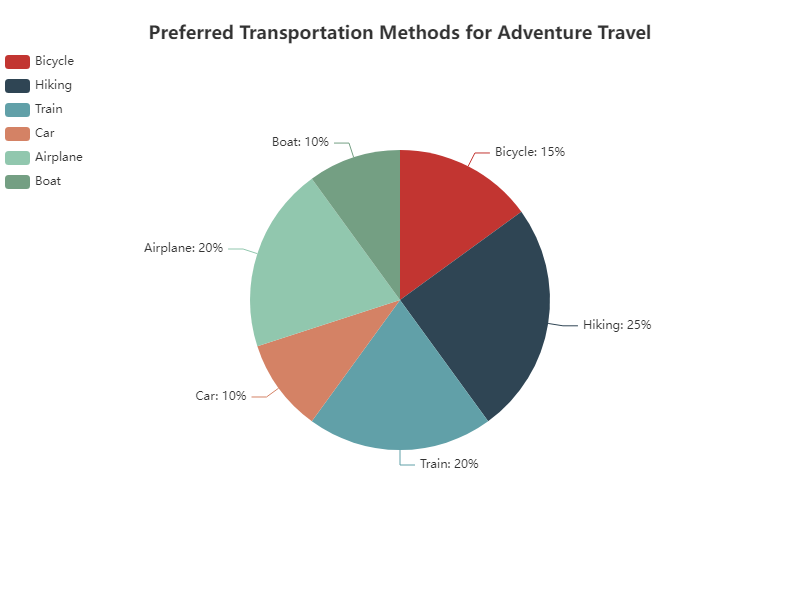 Preferred Transportation Methods for Adventure Travel
Bicycle
Hiking
Train
Car
Airplane
Boat
Boat: 10%
Bicycle: 15%
Airplane: 20%
Hiking: 25%
Car: 10%
Train: 20%